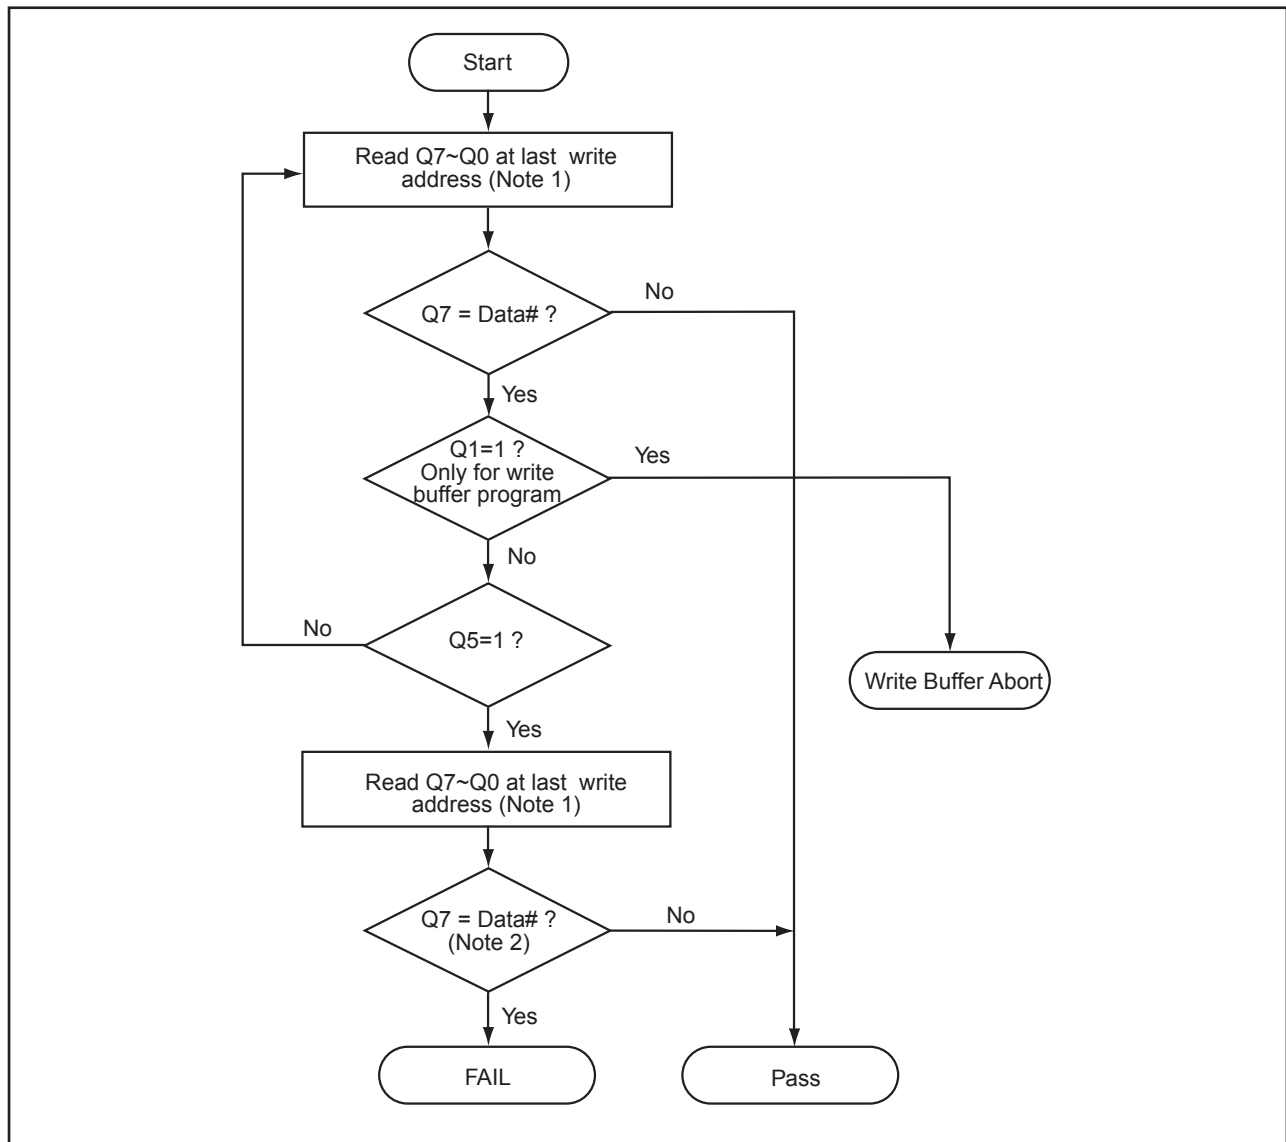 Start
Read Q7~Q0 at last write
address (Note 1)
Q7 = Data# ?
No
Yes
Q1=1 ?
Only for write
buffer program
Yes
No
Q5=1 ?
No
Write Buffer Abort
Yes
Read Q7~Q0 at last write
address (Note 1)
Q7 = Data# ?
(Note 2)
No
Yes
FAIL
Pass